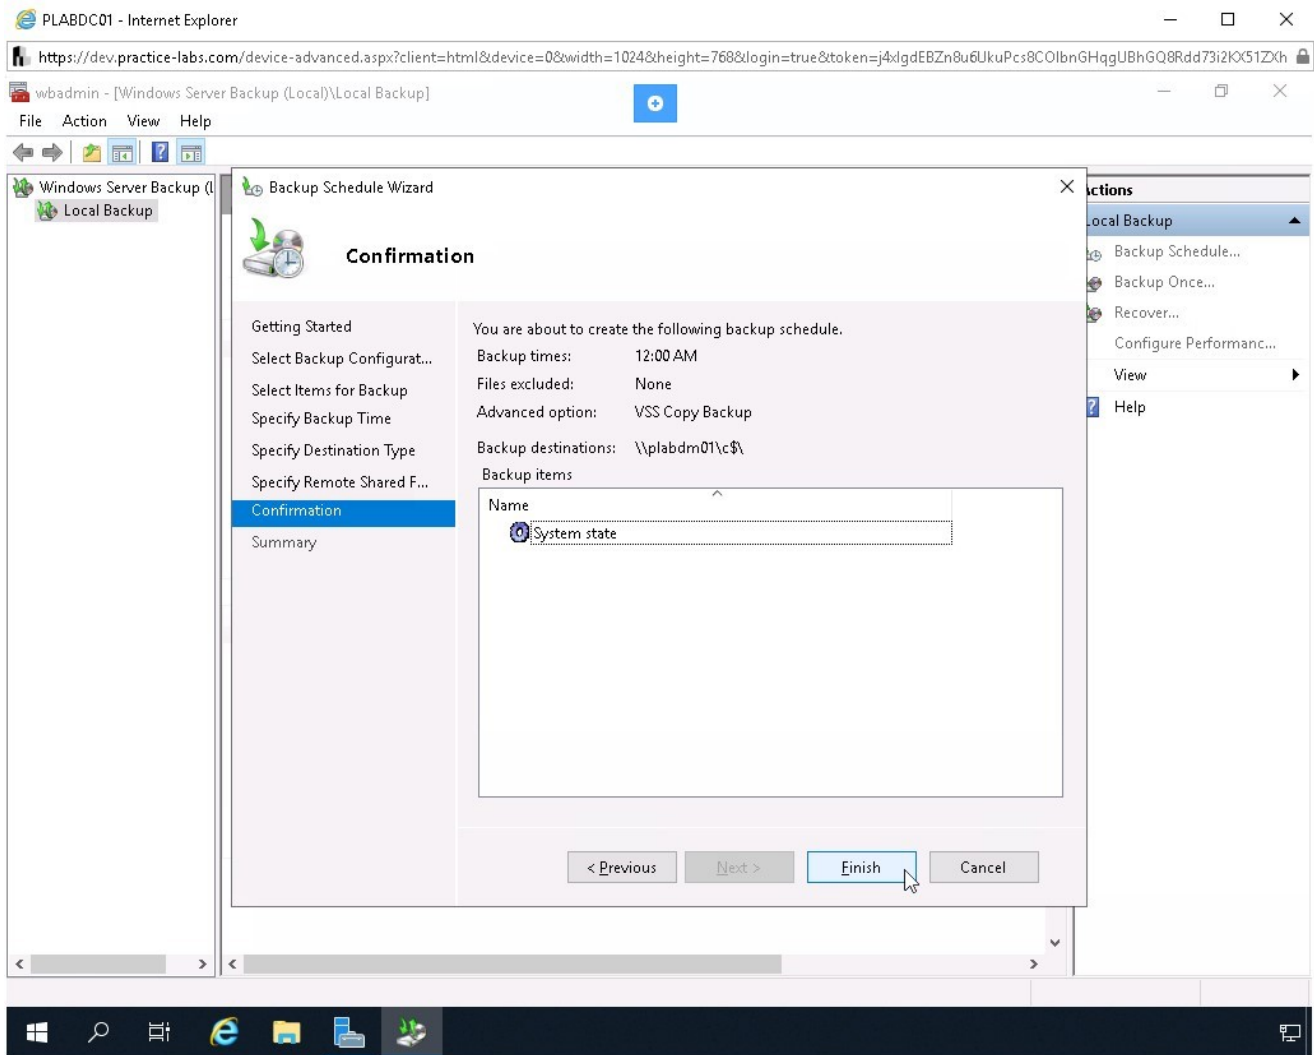 PLABDC01 - Internet Explorer
https://dev.practice-labs.com/device-advanced.aspx?client=html&device=0&width=1024&height=768&login=true&token=j4xlgdEBZn8u6UkuPcs8COlbnGHqgUBhGQ8Rdd73i2KX51ZXh
wbadmin - [Windows Server Backup (Local)\Local Backup]
File Action View Help
Windows Server Backup (L
Local Backup
Backup Schedule Wizard
Confirmation
Getting Started
Select Backup Configurat...
Select Items for Backup
Specify Backup Time
Specify Destination Type
Specify Remote Shared F...
Confirmation
Summary
You are about to create the following backup schedule.
Backup times: 12:00 AM
Files excluded: None
Advanced option: VSS Copy Backup
Backup destinations: \\plabdm01\c$\
Backup items
Name
System state
< Previous Next > Finish Cancel
ctions
ocal Backup
Backup Schedule...
Backup Once...
Recover...
Configure Performanc...
View
Help